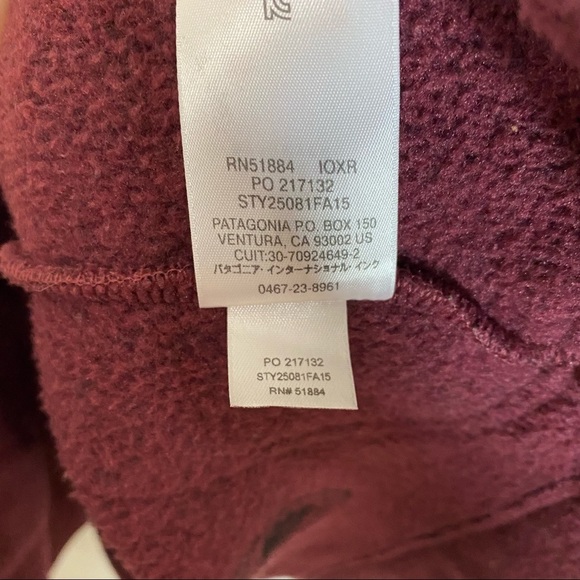 RN51884 IOXR
PO 217132
STY25081FA15
PATAGONIA P.O. BOX 150
VENTURA, CA 93002 US
CUIT:30-70924649-2
パタゴニア・インターナショナル・インク
0467-23-8961
PO 217132
STY25081FA15
RN# 51884